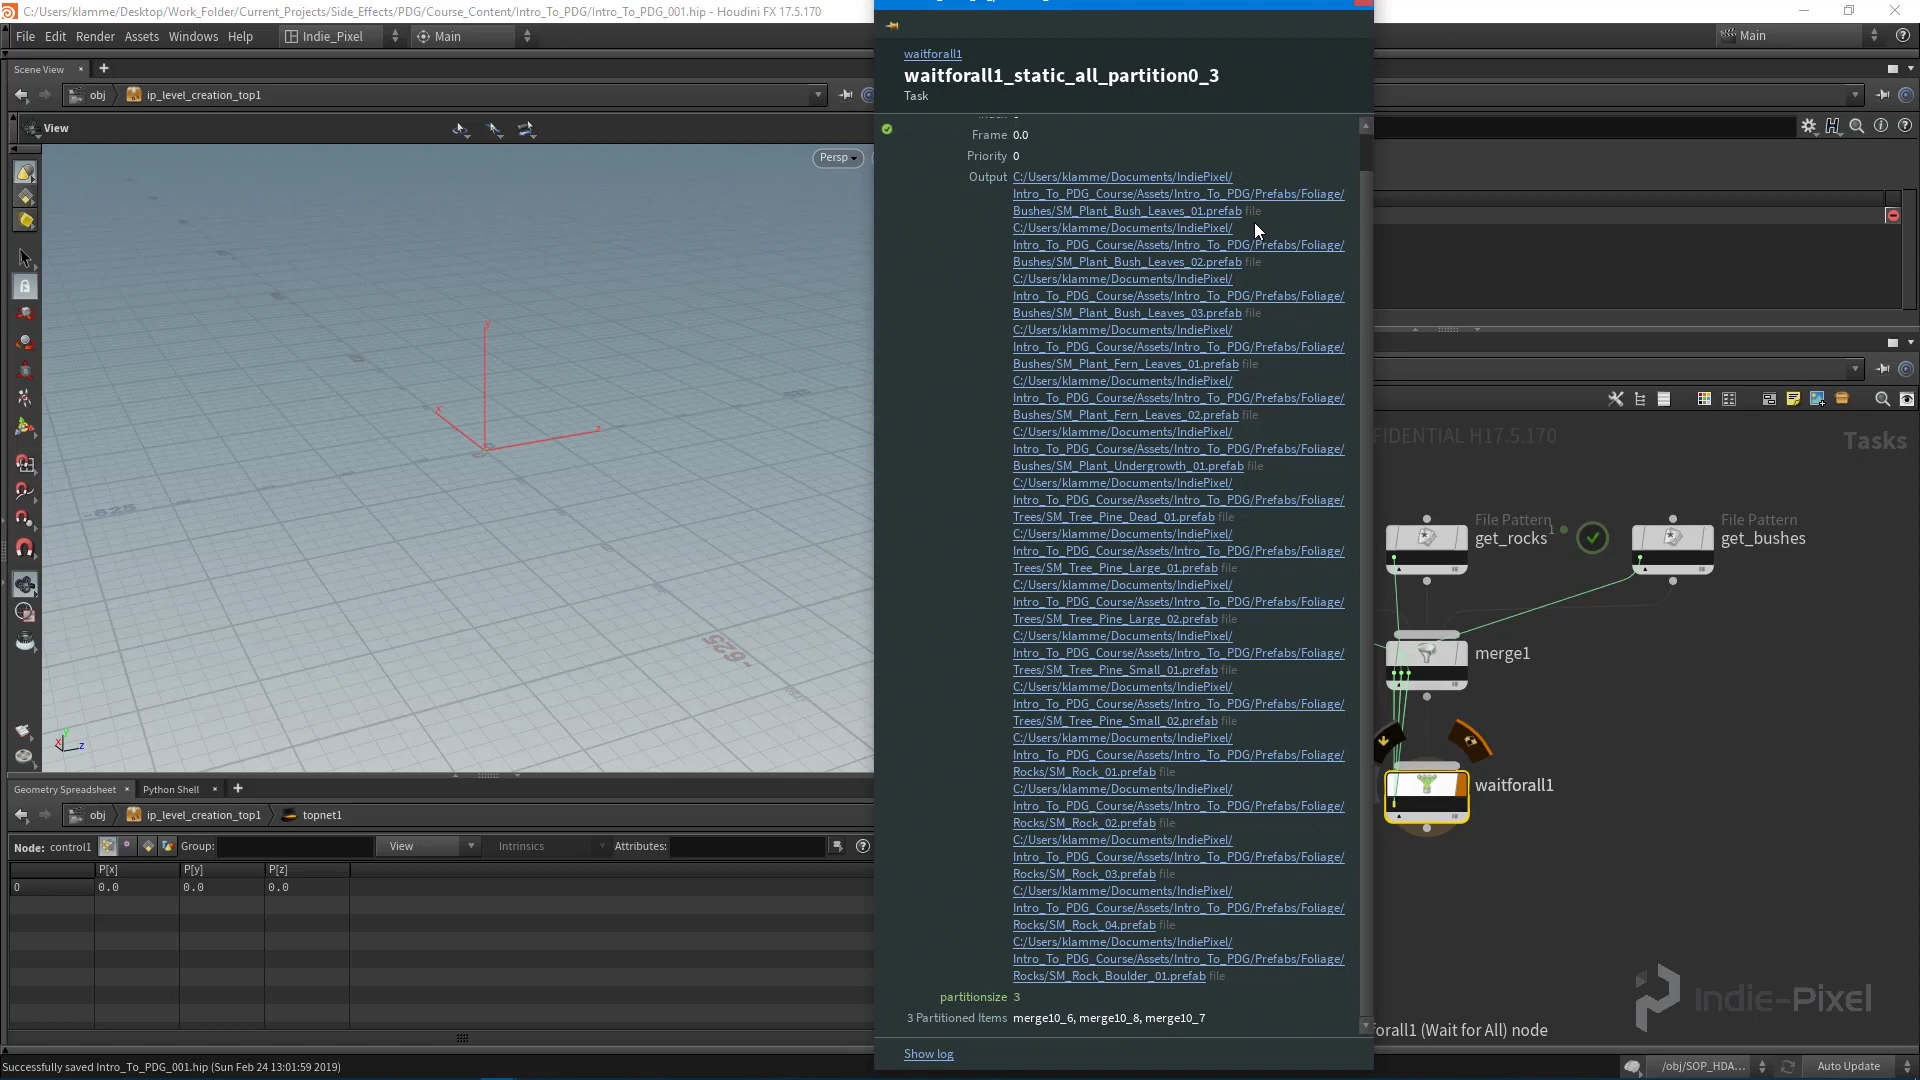 C:/Users/klamme/Desktop/Work_Folder/Current_Projects/Side_Effects/PDG/Course_Content/Intro_To_PDG/Intro_To_PDG_001.hip - Houdini FX 17.5.170
File Edit Render Assets Windows Help Indie_Pixel Main
Main
Scene View
obj ip_level_creation_top1
View
Persp
waitforall1
waitforall1_static_all_partition0_3
Task
Frame 0.0
Priority 0
Output C:/Users/klamme/Documents/IndiePixel/
Intro_To_PDG_Course/Assets/Intro_To_PDG/Prefabs/Foliage/
Bushes/SM_Plant_Bush_Leaves_01.prefab file
C:/Users/klamme/Documents/IndiePixel/
Intro_To_PDG_Course/Assets/Intro_To_PDG/Prefabs/Foliage/
Bushes/SM_Plant_Bush_Leaves_02.prefab file
C:/Users/klamme/Documents/IndiePixel/
Intro_To_PDG_Course/Assets/Intro_To_PDG/Prefabs/Foliage/
Bushes/SM_Plant_Bush_Leaves_03.prefab file
C:/Users/klamme/Documents/IndiePixel/
Intro_To_PDG_Course/Assets/Intro_To_PDG/Prefabs/Foliage/
Bushes/SM_Plant_Fern_Leaves_01.prefab file
C:/Users/klamme/Documents/IndiePixel/
Intro_To_PDG_Course/Assets/Intro_To_PDG/Prefabs/Foliage/
Bushes/SM_Plant_Fern_Leaves_02.prefab file
C:/Users/klamme/Documents/IndiePixel/
Intro_To_PDG_Course/Assets/Intro_To_PDG/Prefabs/Foliage/
Bushes/SM_Plant_Undergrowth_01.prefab file
C:/Users/klamme/Documents/IndiePixel/
Intro_To_PDG_Course/Assets/Intro_To_PDG/Prefabs/Foliage/
Trees/SM_Tree_Pine_Dead_01.prefab file
C:/Users/klamme/Documents/IndiePixel/
Intro_To_PDG_Course/Assets/Intro_To_PDG/Prefabs/Foliage/
Trees/SM_Tree_Pine_Large_01.prefab file
C:/Users/klamme/Documents/IndiePixel/
Intro_To_PDG_Course/Assets/Intro_To_PDG/Prefabs/Foliage/
Trees/SM_Tree_Pine_Large_02.prefab file
C:/Users/klamme/Documents/IndiePixel/
Intro_To_PDG_Course/Assets/Intro_To_PDG/Prefabs/Foliage/
Trees/SM_Tree_Pine_Small_01.prefab file
C:/Users/klamme/Documents/IndiePixel/
Intro_To_PDG_Course/Assets/Intro_To_PDG/Prefabs/Foliage/
Trees/SM_Tree_Pine_Small_02.prefab file
C:/Users/klamme/Documents/IndiePixel/
Intro_To_PDG_Course/Assets/Intro_To_PDG/Prefabs/Foliage/
Rocks/SM_Rock_01.prefab file
C:/Users/klamme/Documents/IndiePixel/
Intro_To_PDG_Course/Assets/Intro_To_PDG/Prefabs/Foliage/
Rocks/SM_Rock_02.prefab file
C:/Users/klamme/Documents/IndiePixel/
Intro_To_PDG_Course/Assets/Intro_To_PDG/Prefabs/Foliage/
Rocks/SM_Rock_03.prefab file
C:/Users/klamme/Documents/IndiePixel/
Intro_To_PDG_Course/Assets/Intro_To_PDG/Prefabs/Foliage/
Rocks/SM_Rock_04.prefab file
C:/Users/klamme/Documents/IndiePixel/
Intro_To_PDG_Course/Assets/Intro_To_PDG/Prefabs/Foliage/
Rocks/SM_Rock_Boulder_01.prefab file
partitionsize 3
3 Partitioned Items merge10_6, merge10_8, merge10_7
Show log
FIDENTIAL H17.5.170
Tasks
File Pattern
get_rocks
1
File Pattern
get_bushes
merge1
waitforall1
Indie-Pixel
forall1 (Wait for All) node
x y z
-625
-625
x y z
Geometry Spreadsheet Python Shell
obj ip_level_creation_top1 topnet1
Node: control1 Group: View Intrinsics Attributes:
P[x] P[y] P[z]
0 0.0 0.0 0.0
Successfully saved Intro_To_PDG_001.hip (Sun Feb 24 13:01:59 2019)
/obj/SOP_HDA... Auto Update